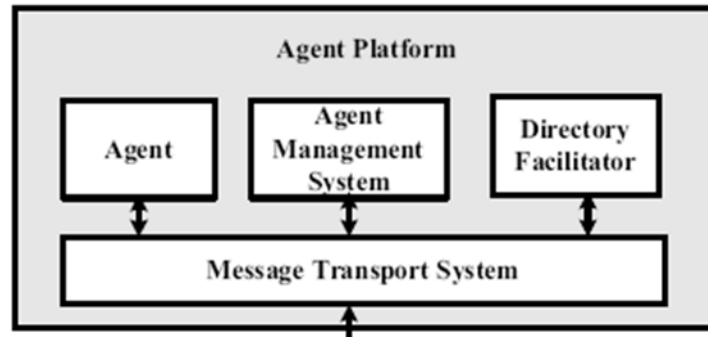 Agent Platform
Agent
Agent
Management
System
Directory
Facilitator
Message Transport System